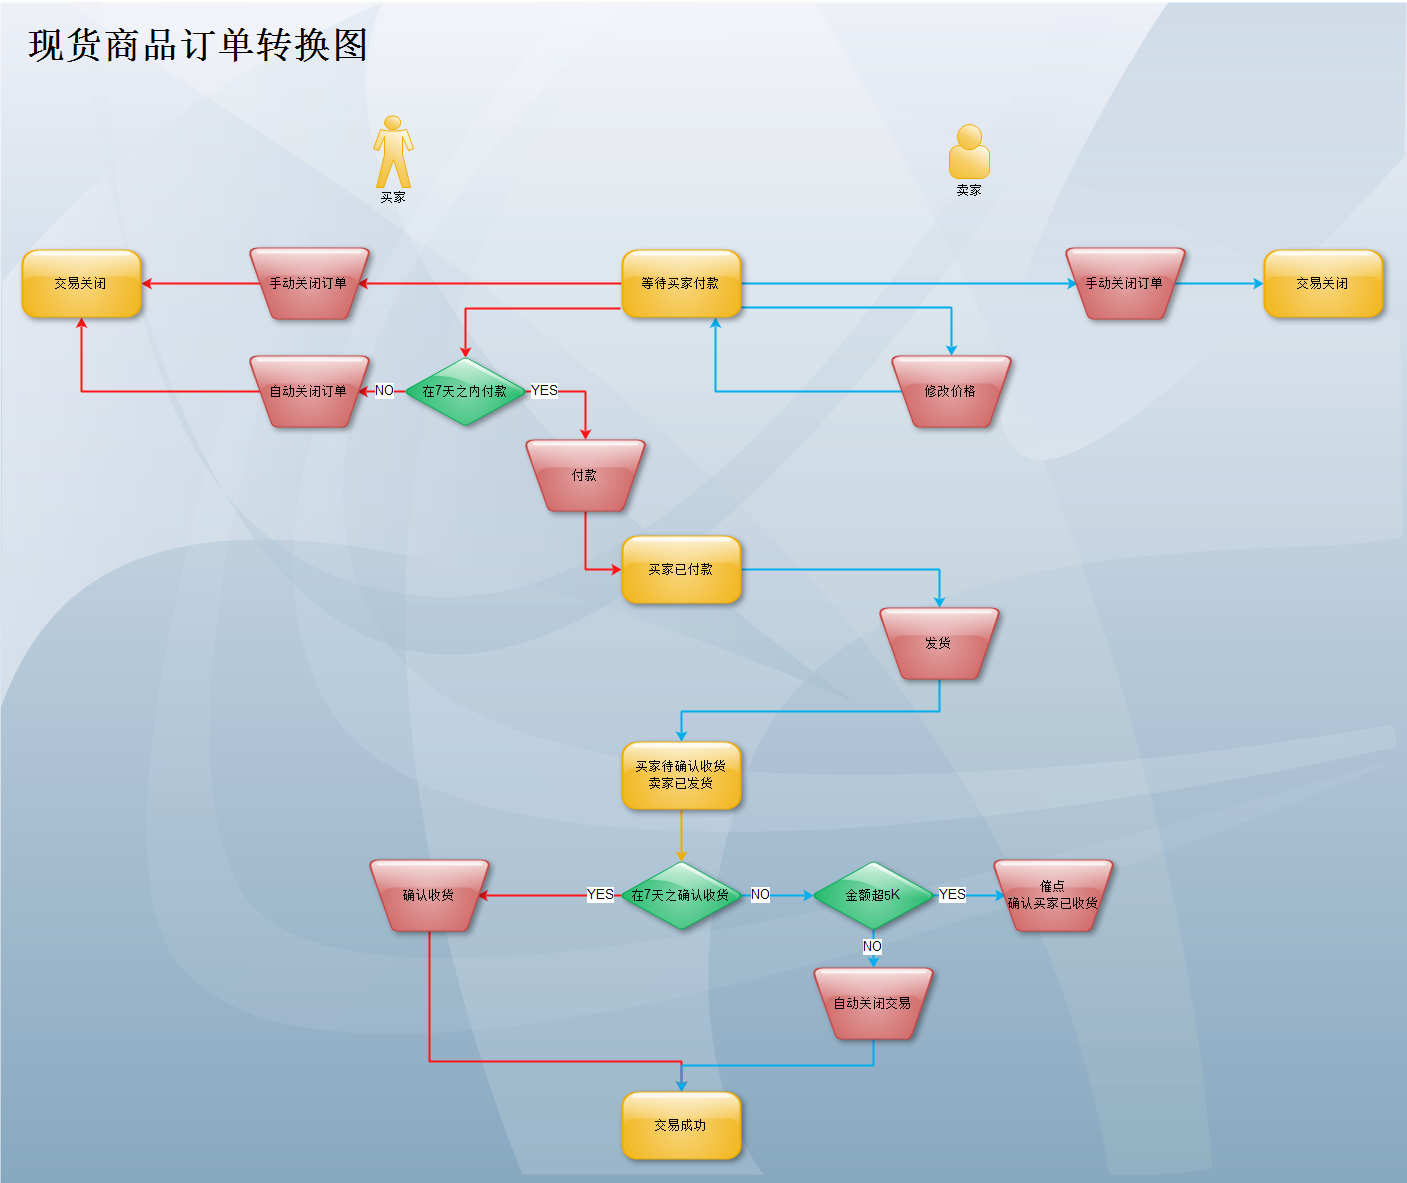 现货商品订单转换图
买家
卖家
交易关闭
手动关闭订单
等待买家付款
手动关闭订单
交易关闭
自动关闭订单
NO
在7天之内付款
YES
修改价格
付款
买家已付款
发货
买家待确认收货
卖家已发货
确认收货
YES
在7天之确认收货
NO
金额超5K
YES
催点
确认买家已收货
NO
自动关闭交易
交易成功